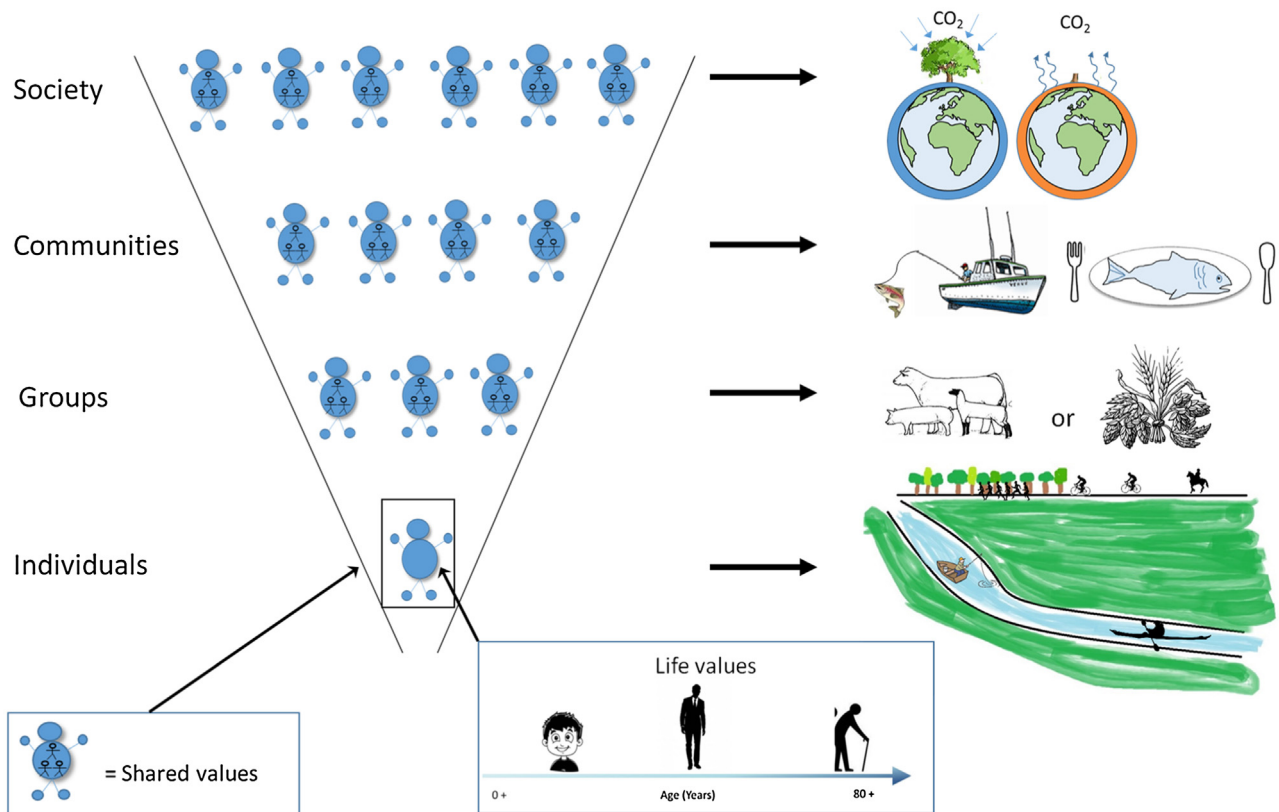 Society
CO₂
CO₂
Communities
Groups
or
Individuals
Life values
0 +
Age (Years)
80 +
= Shared values